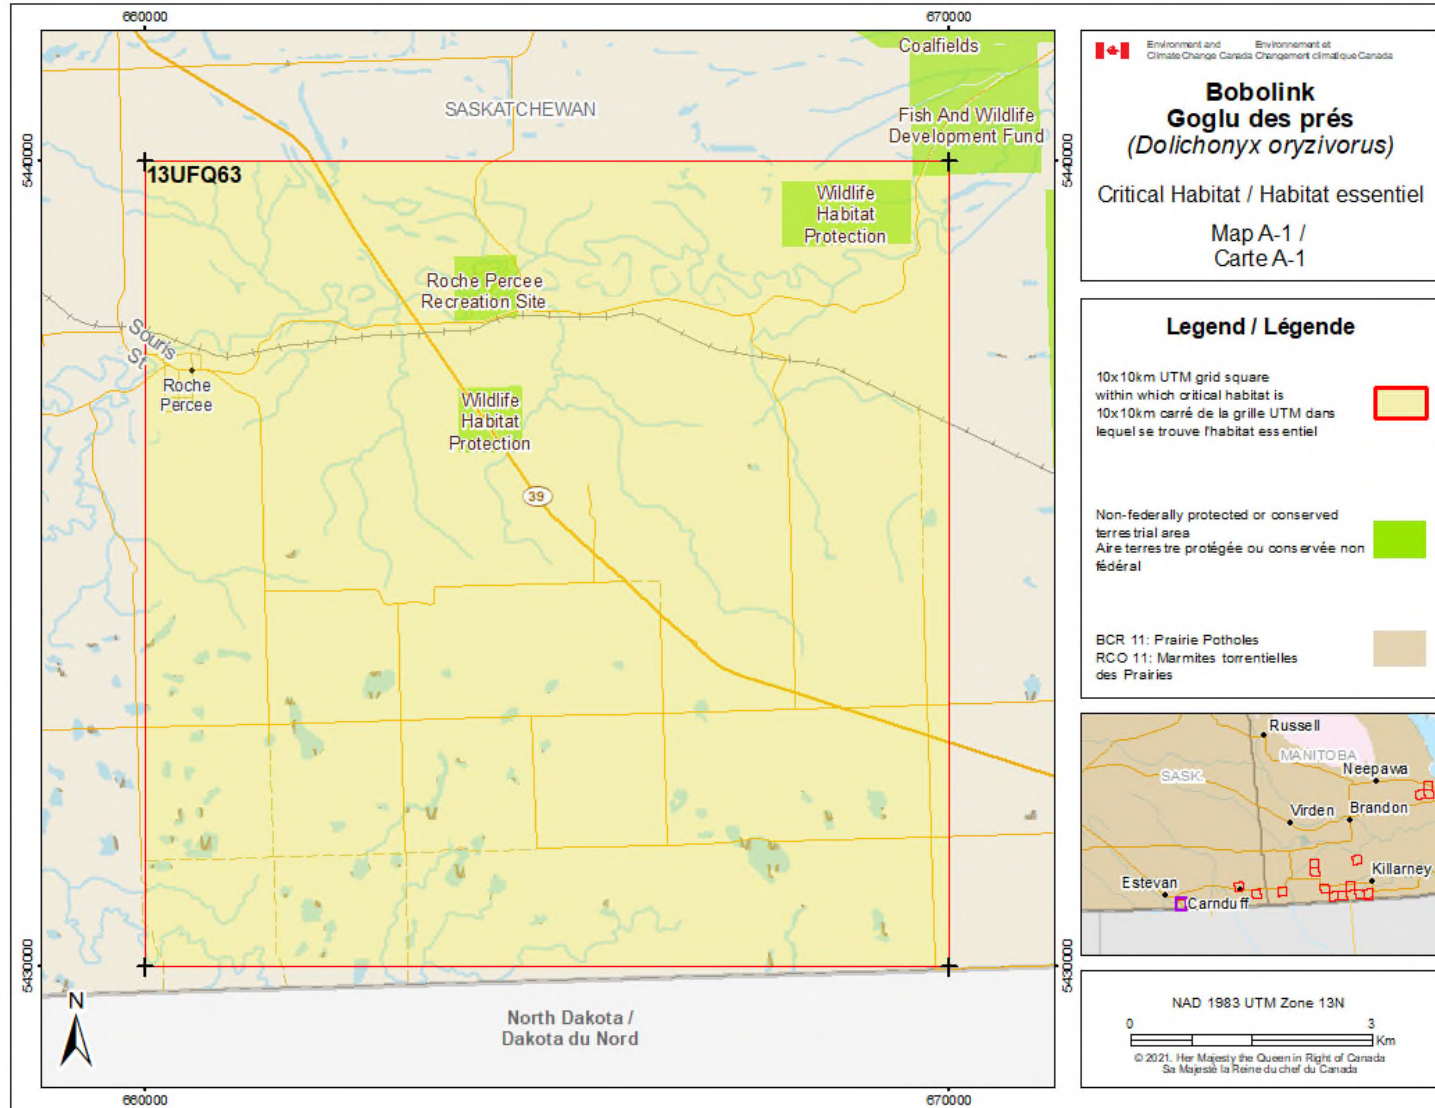 660000
670000
Coalfields
SASKATCHEWAN
Fish And Wildlife
Development Fund
5440000
5440000
13UFQ63
Wildlife
Habitat
Protection
Roche Percee
Recreation Site
Souris
St
Roche
Percee
Wildlife
Habitat
Protection
39
5430000
5430000
N
North Dakota /
Dakota du Nord
660000
670000
Environment and
Climate Change Canada
Environnement et
Changement climatique Canada
Bobolink
Goglu des prés
(Dolichonyx oryzivorus)
Critical Habitat / Habitat essentiel
Map A-1 /
Carte A-1
Legend / Légende
10x10km UTM grid square
within which critical habitat is
10x10km carré de la grille UTM dans
lequel se trouve l'habitat essentiel
Non-federally protected or conserved
terrestrial area
Aire terrestre protégée ou conservée non
fédéral
BCR 11: Prairie Potholes
RCO 11: Marmites torrentielles
des Prairies
Russell
MANITOBA
Neepawa
SASK.
Virden
Brandon
Killarney
Estevan
Carnduff
NAD 1983 UTM Zone 13N
0 3
Km
© 2021. Her Majesty the Queen in Right of Canada
Sa Majesté la Reine du chef du Canada